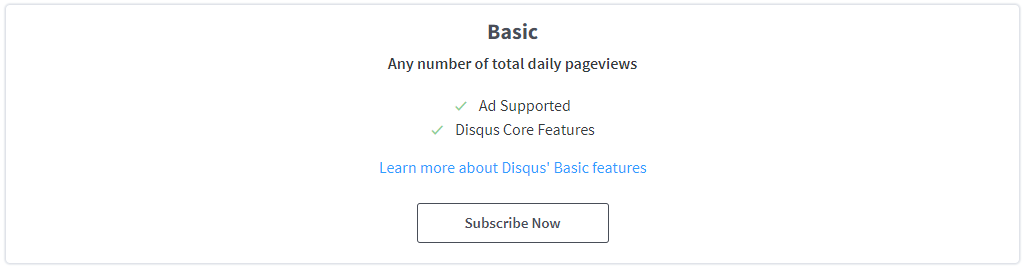 Basic
Any number of total daily pageviews
Ad Supported
Disqus Core Features
Learn more about Disqus' Basic features
Subscribe Now